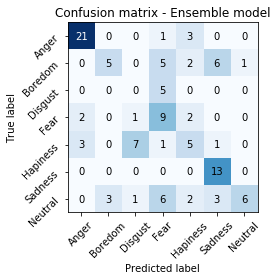 Confusion matrix - Ensemble model
True label
Anger 21 0 0 1 3 0 0
Boredom 0 5 0 5 2 6 1
Disgust 0 0 0 5 0 0 0
Fear 2 0 1 9 2 0 0
Hapiness 3 0 7 1 5 1 0
Sadness 0 0 0 0 0 13 0
Neutral 0 3 1 6 2 3 6
Anger Boredom Disgust Fear Hapiness Sadness Neutral
Predicted label